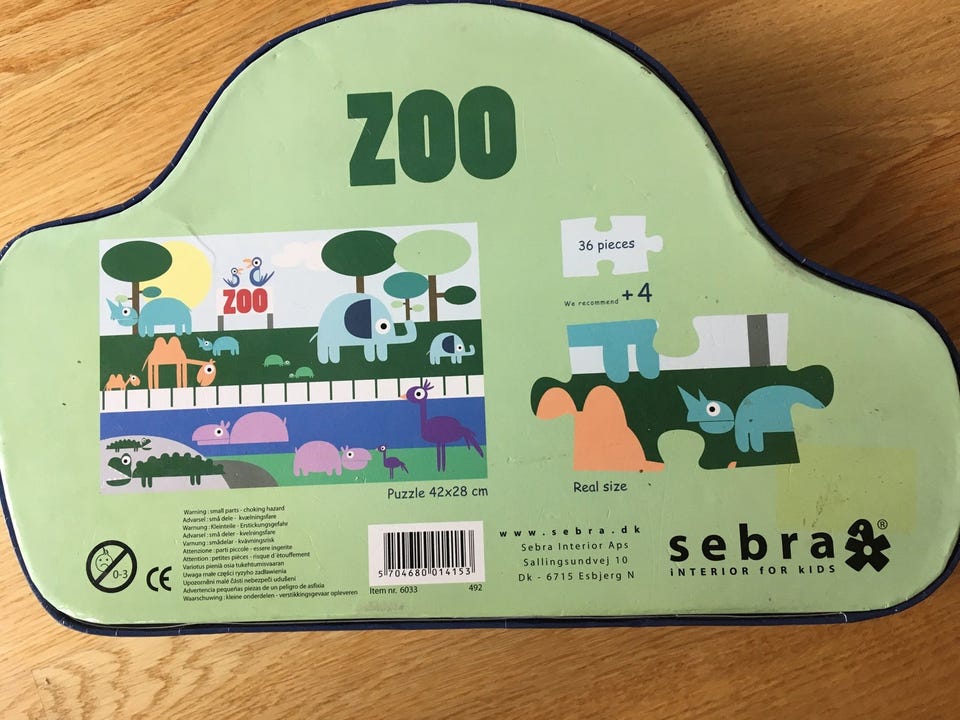 ZOO
ZOO
36 pieces
We recommend +4
Puzzle 42x28 cm
Real size
Warning : small parts - choking hazard
Advarsel : små dele - kvælningsfare
Warnung : Kleinteile - Erstickungsgefahr
Advarsel : små deler - kvelningsfare
Varnung : smådelar - kvävningsrisk
Attenzione : parti piccole - essere ingerite
Attention : petites pièces - risque d'étouffement
Varioitus pieniä osia tukehtumisvaaran
Uwaga małe części ryzyho zadławienia
Upozorněni malé části nebezpečí udušení
Advertencia pequeñas piezas de un peligro de asfixia
Waarschuwing : kleine onderdelen - verstikkingsgevaar opleveren
0-3
CE
5 704680 014153
Item nr. 6033 492
www.sebra.dk
Sebra Interior Aps
Sallingsundvej 10
Dk - 6715 Esbjerg N
sebra ®
iNTERIOR FOR KiDS